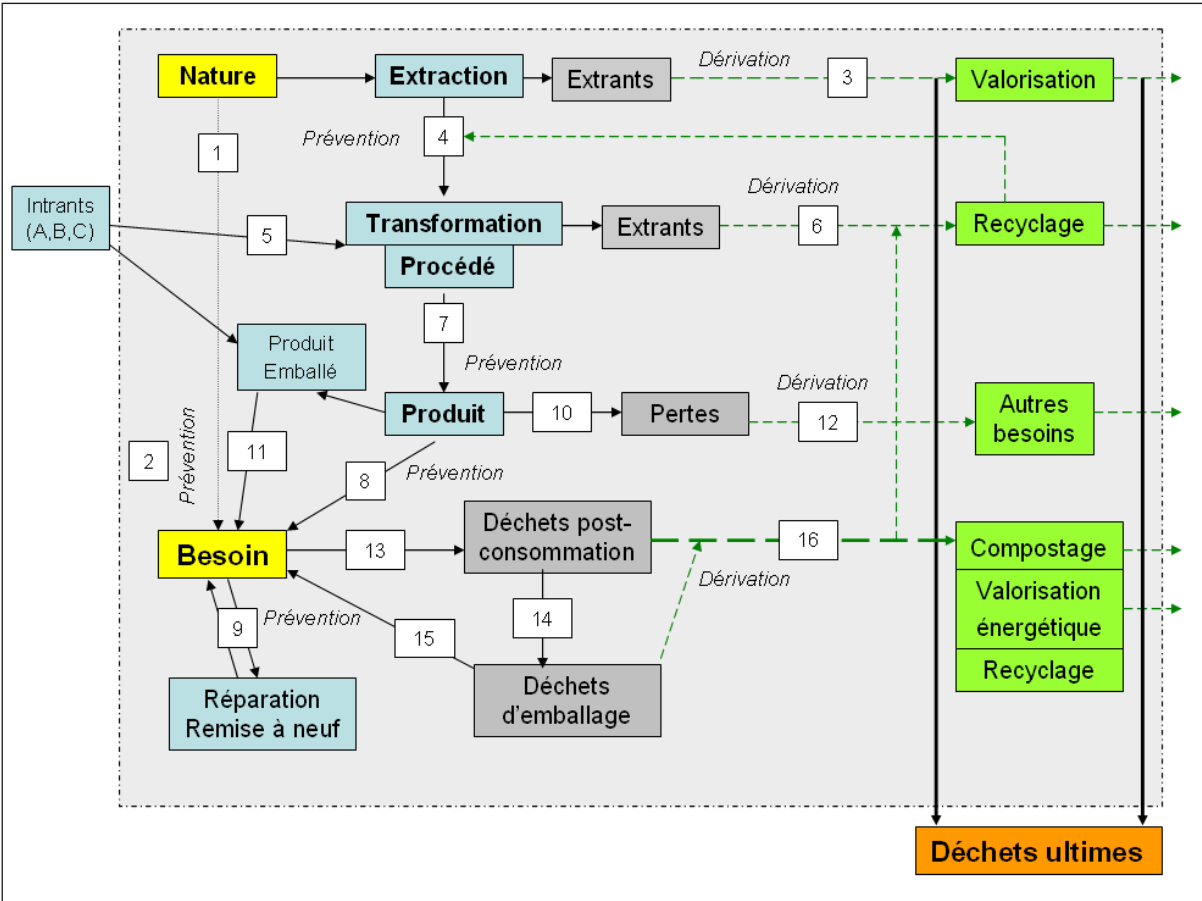 Nature
Extraction
Extrants
Dérivation
3
Valorisation
1
Prévention
4
Intrants
(A,B,C)
5
Transformation
Procédé
Extrants
Dérivation
6
Recyclage
7
Produit
Emballé
Prévention
Produit
10
Pertes
Dérivation
12
Autres
besoins
2
Prévention
11
8
Prévention
Besoin
13
Déchets post-
consommation
16
Dérivation
Compostage
Valorisation
énergétique
Recyclage
9
Prévention
15
14
Réparation
Remise à neuf
Déchets
d'emballage
Déchets ultimes